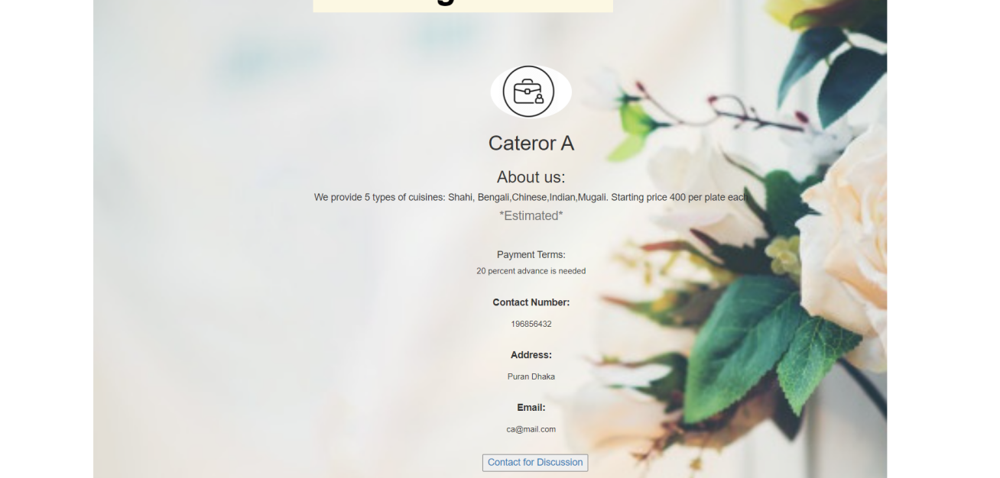 Cateror A
About us:
We provide 5 types of cuisines: Shahi, Bengali,Chinese,Indian,Mugali. Starting price 400 per plate each
*Estimated*
Payment Terms:
20 percent advance is needed
Contact Number:
196856432
Address:
Puran Dhaka
Email:
ca@mail.com
Contact for Discussion